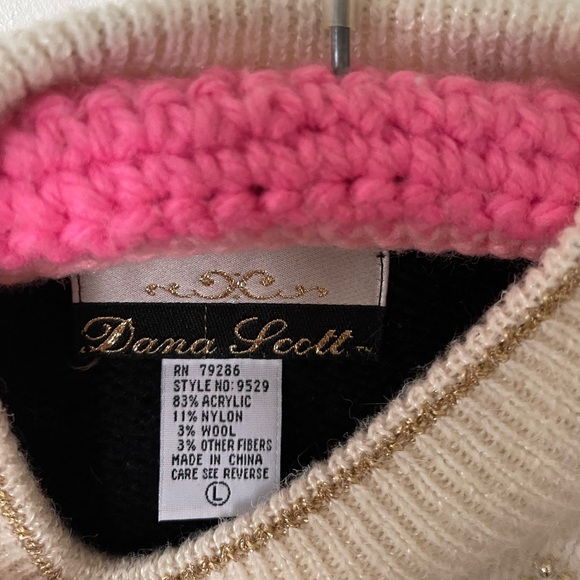 Dana Scott ™
RN 79286
STYLE NO: 9529
83% ACRYLIC
11% NYLON
3% WOOL
3% OTHER FIBERS
MADE IN CHINA
CARE SEE REVERSE
L